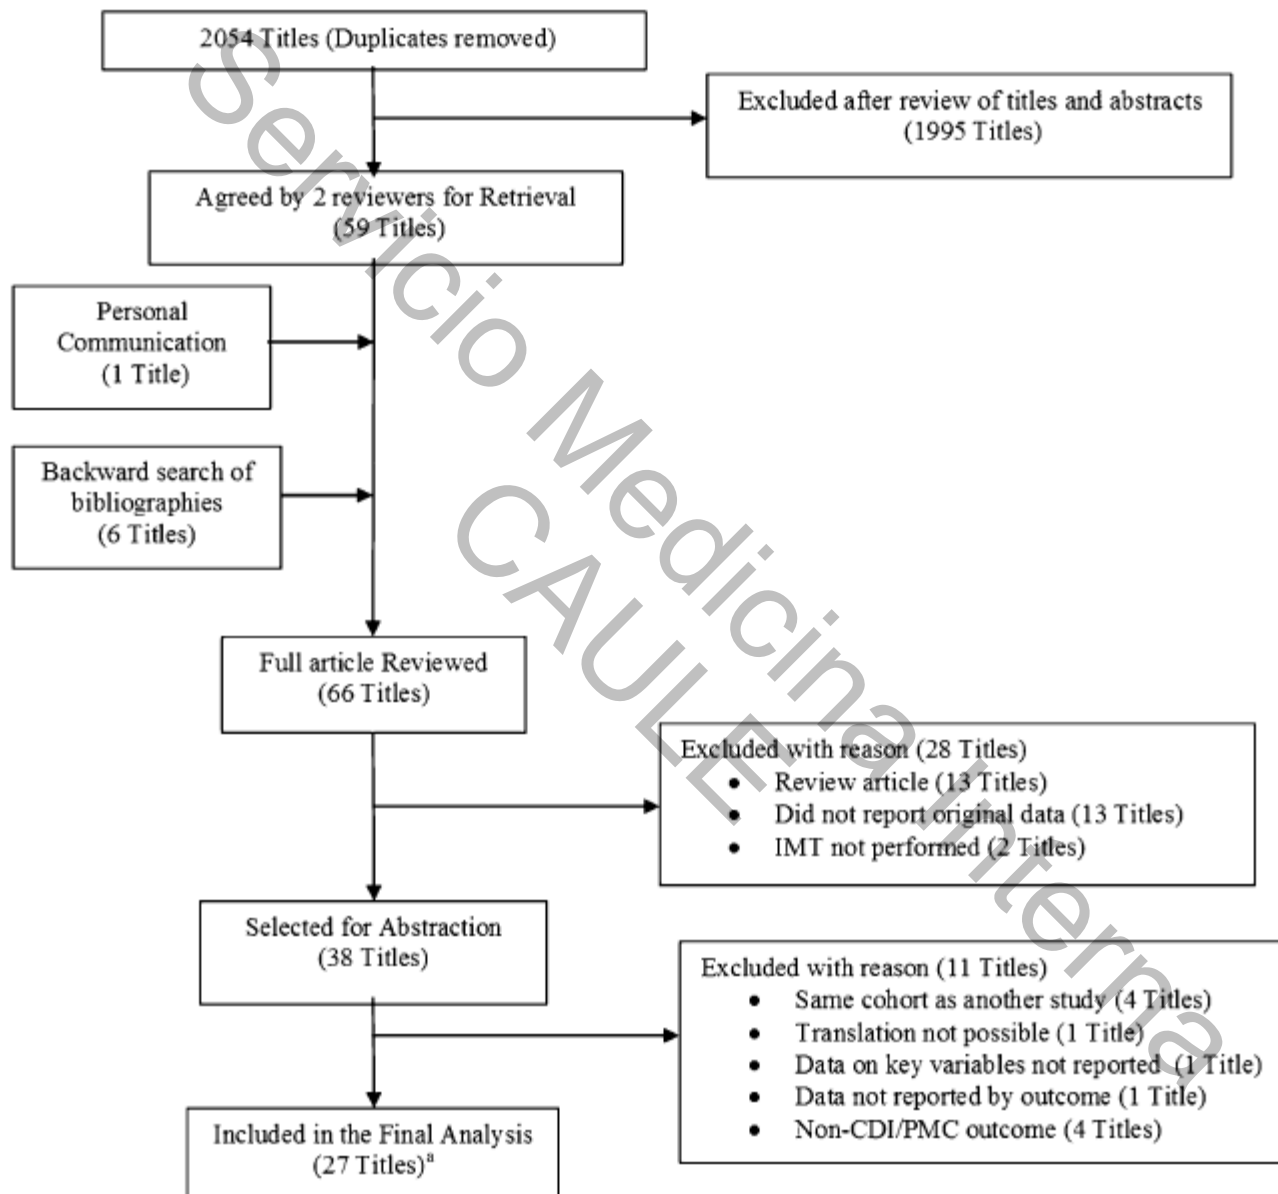 2054 Titles (Duplicates removed)
Excluded after review of titles and abstracts
(1995 Titles)
Agreed by 2 reviewers for Retrieval
(59 Titles)
Personal
Communication
(1 Title)
Backward search of
bibliographies
(6 Titles)
Full article Reviewed
(66 Titles)
Excluded with reason (28 Titles)
• Review article (13 Titles)
• Did not report original data (13 Titles)
• IMT not performed (2 Titles)
Selected for Abstraction
(38 Titles)
Excluded with reason (11 Titles)
• Same cohort as another study (4 Titles)
• Translation not possible (1 Title)
• Data on key variables not reported (1 Title)
• Data not reported by outcome (1 Title)
• Non-CDI/PMC outcome (4 Titles)
Included in the Final Analysis
(27 Titles)ª
Servicio Medicina Interna
CAULE